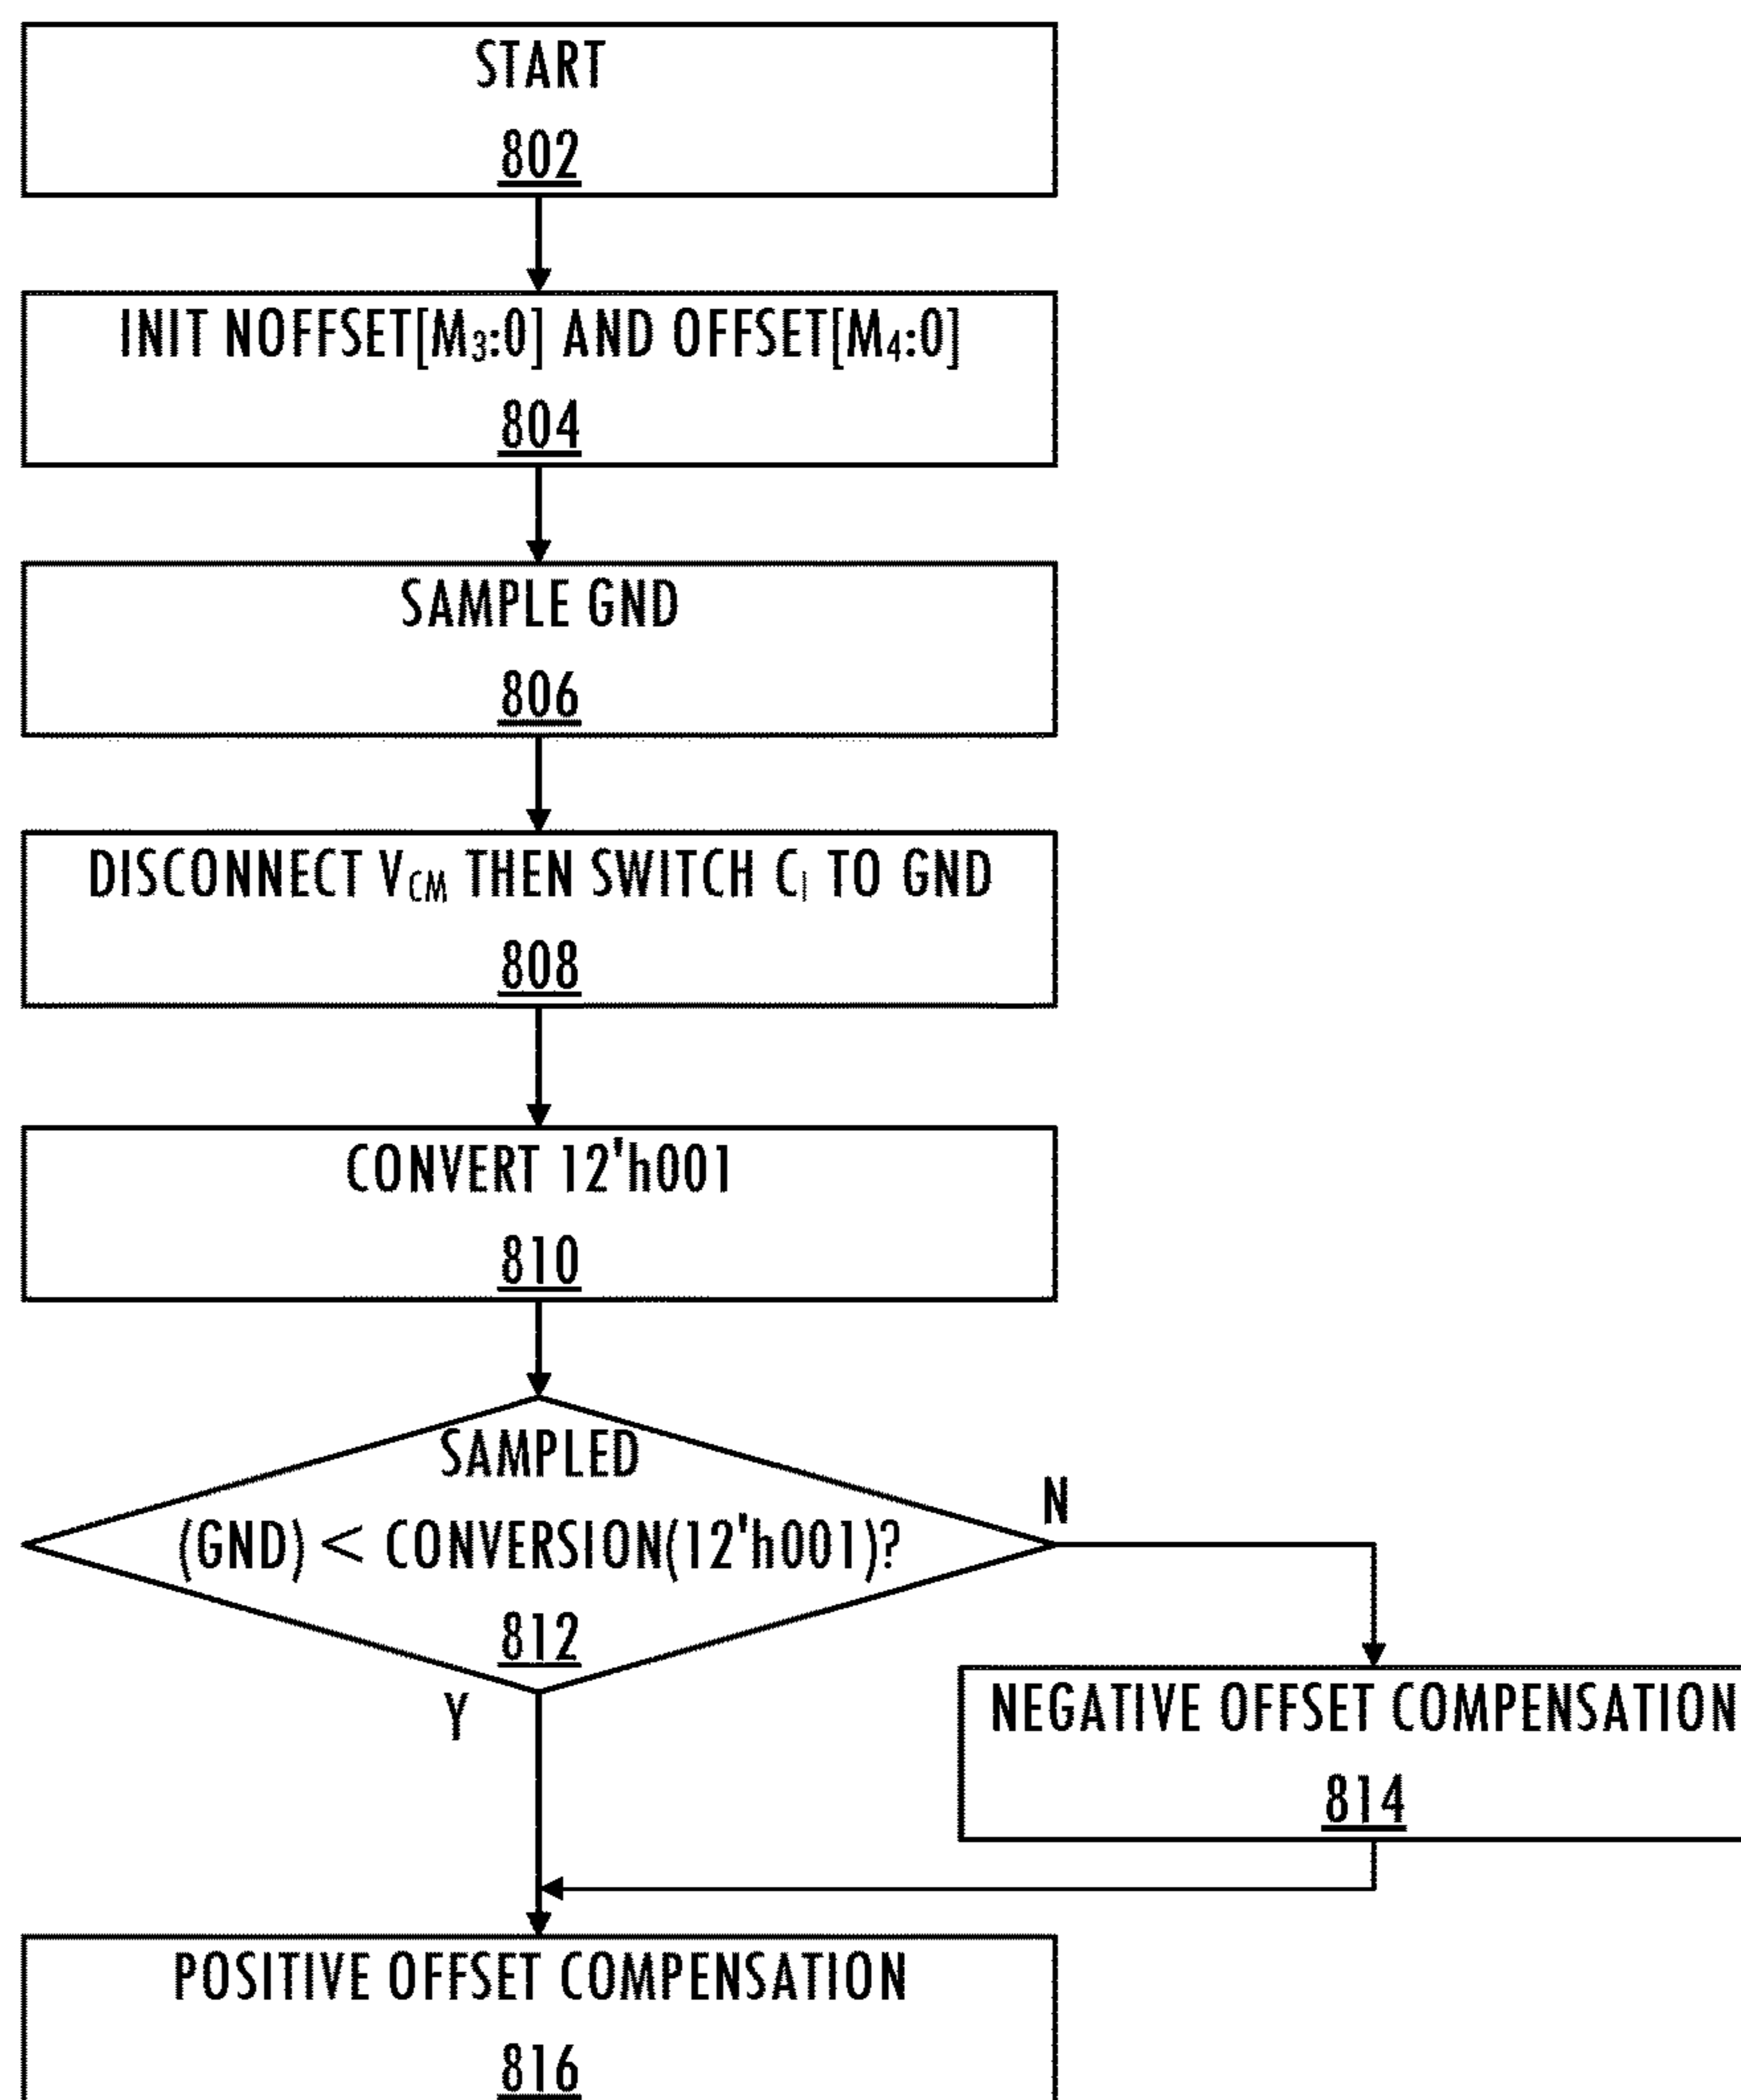 START
802
INIT NOFFSET[M₃:0] AND OFFSET[M₄:0]
804
SAMPLE GND
806
DISCONNECT V_CM THEN SWITCH C_I TO GND
808
CONVERT 12'h001
810
SAMPLED
(GND) < CONVERSION(12'h001)?
812
N
Y
NEGATIVE OFFSET COMPENSATION
814
POSITIVE OFFSET COMPENSATION
816